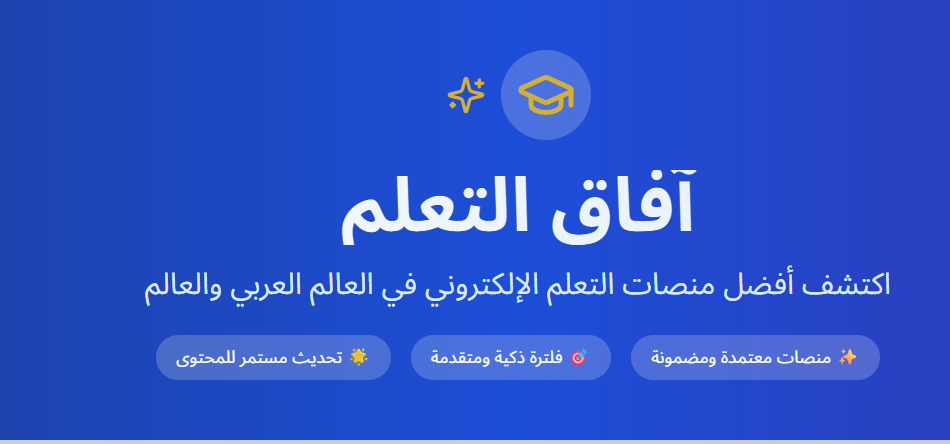 آفاق التعلم
اكتشف أفضل منصات التعلم الإلكتروني في العالم العربي والعالم
✨ منصات معتمدة ومضمونة
🎯 فلترة ذكية ومتقدمة
🌟 تحديث مستمر للمحتوى